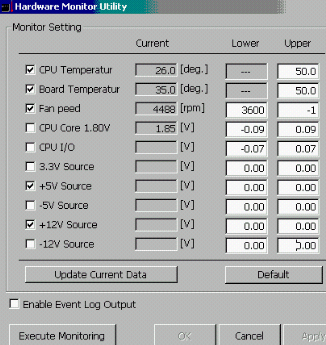 Hardware Monitor Utility
Monitor Setting
Current Lower Upper
CPU Temperatur 26.0 [deg.] --- 50.0
Board Temperatur 35.0 [deg.] --- 50.0
Fan peed 4488 [rpm] 3600 -1
CPU Core 1.80V 1.85 [V] -0.09 0.09
CPU I/O [V] -0.07 0.07
3.3V Source [V] 0.00 0.00
+5V Source [V] 0.00 0.00
-5V Source [V] 0.00 0.00
+12V Source [V] 0.00 0.00
-12V Source [V] 0.00 0.00
Update Current Data Default
Enable Event Log Output
Execute Monitoring OK Cancel Apply